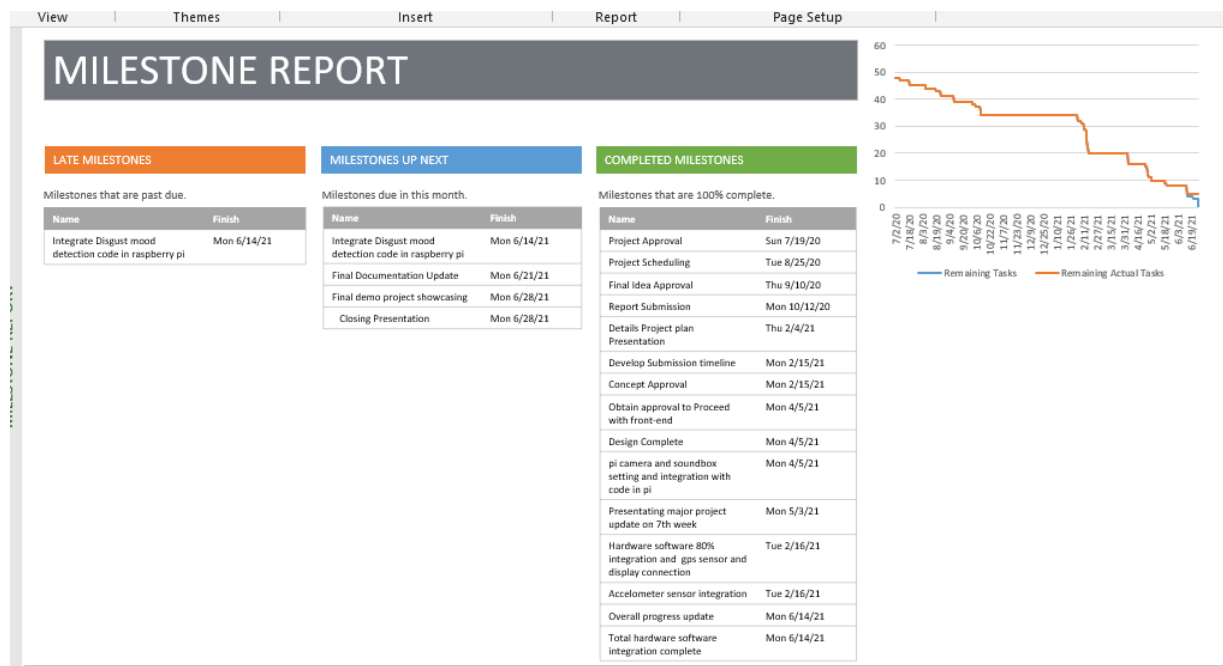 View Themes Insert Report Page Setup
MILESTONE REPORT
LATE MILESTONES
Milestones that are past due.
Name Finish
Integrate Disgust mood Mon 6/14/21
detection code in raspberry pi
MILESTONES UP NEXT
Milestones due in this month.
Name Finish
Integrate Disgust mood Mon 6/14/21
detection code in raspberry pi
Final Documentation Update Mon 6/21/21
Final demo project showcasing Mon 6/28/21
Closing Presentation Mon 6/28/21
COMPLETED MILESTONES
Milestones that are 100% complete.
Name Finish
Project Approval Sun 7/19/20
Project Scheduling Tue 8/25/20
Final Idea Approval Thu 9/10/20
Report Submission Mon 10/12/20
Details Project plan Thu 2/4/21
Presentation
Develop Submission timeline Mon 2/15/21
Concept Approval Mon 2/15/21
Obtain approval to Proceed Mon 4/5/21
with front-end
Design Complete Mon 4/5/21
pi camera and soundbox Mon 4/5/21
setting and integration with
code in pi
Presentating major project Mon 5/3/21
update on 7th week
Hardware software 80% Tue 2/16/21
integration and gps sensor and
display connection
Accelometer sensor integration Tue 2/16/21
Overall progress update Mon 6/14/21
Total hardware software Mon 6/14/21
integration complete
60
50
40
30
20
10
0
7/2/20
7/18/20
8/3/20
8/19/20
9/4/20
9/20/20
10/6/20
10/22/20
11/7/20
11/23/20
12/9/20
12/25/20
1/10/21
1/26/21
2/11/21
2/27/21
3/15/21
3/31/21
4/16/21
5/2/21
5/18/21
6/3/21
6/19/21
Remaining Tasks Remaining Actual Tasks